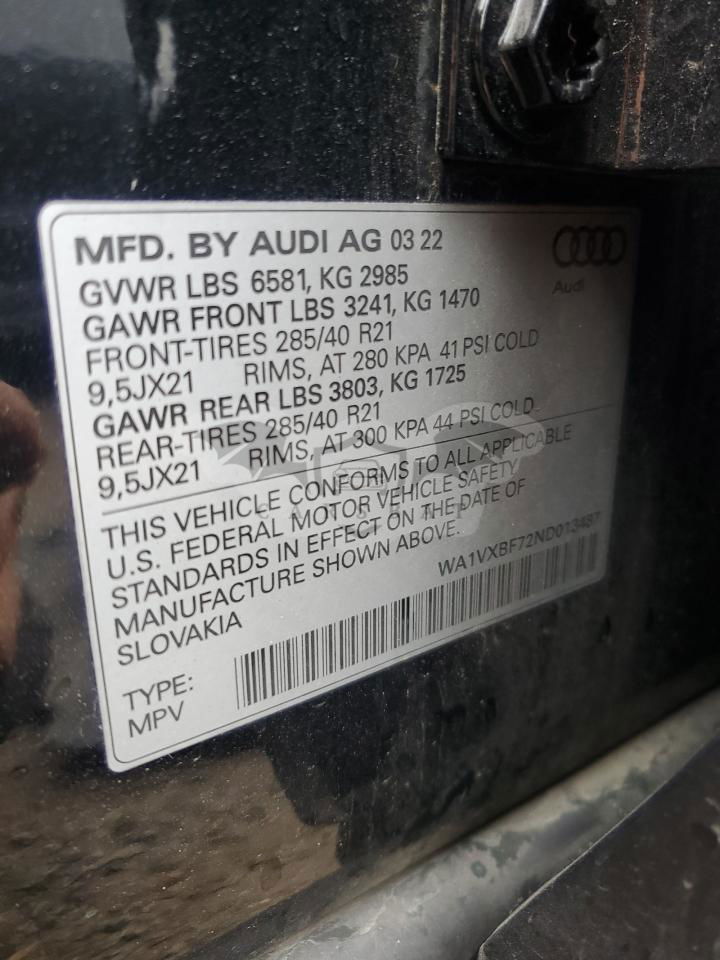 MFD. BY AUDI AG 03 22
Audi
GVWR LBS 6581, KG 2985
GAWR FRONT LBS 3241, KG 1470
FRONT-TIRES 285/40 R21
9,5JX21 RIMS, AT 280 KPA 41 PSI COLD
GAWR REAR LBS 3803, KG 1725
REAR-TIRES 285/40 R21
9,5JX21 RIMS, AT 300 KPA 44 PSI COLD
THIS VEHICLE CONFORMS TO ALL APPLICABLE
U.S. FEDERAL MOTOR VEHICLE SAFETY
STANDARDS IN EFFECT ON THE DATE OF
MANUFACTURE SHOWN ABOVE.
WA1VXBF72ND013487
SLOVAKIA
TYPE:
MPV